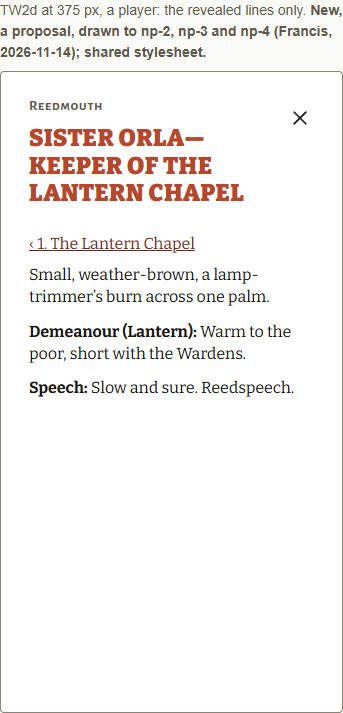 TW2d at 375 px, a player: the revealed lines only. New,
a proposal, drawn to np-2, np-3 and np-4 (Francis,
2026-11-14); shared stylesheet.
Reedmouth
SISTER ORLA—
KEEPER OF THE
LANTERN CHAPEL
‹ 1. The Lantern Chapel
Small, weather-brown, a lamp-
trimmer’s burn across one palm.
Demeanour (Lantern): Warm to the
poor, short with the Wardens.
Speech: Slow and sure. Reedspeech.